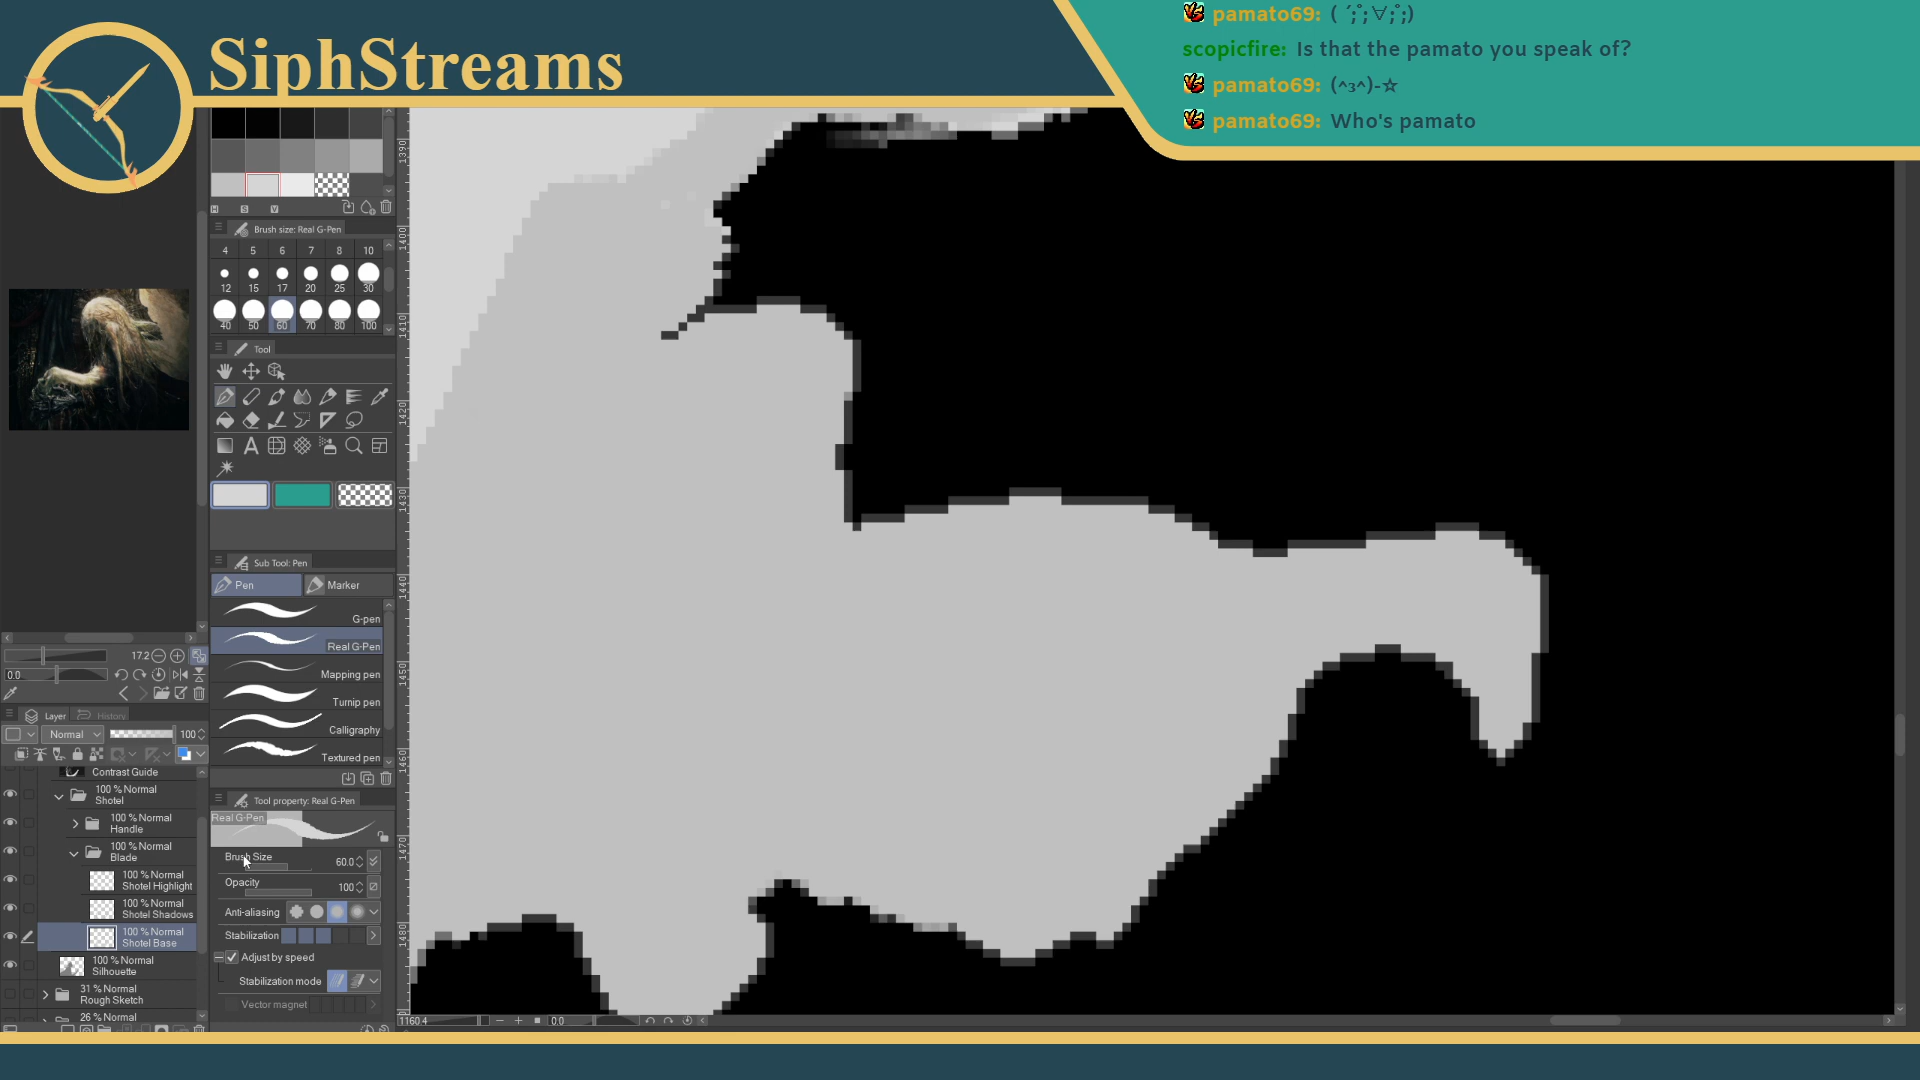 SiphStreams
pamato69: ( ´;ﾟ;∀;ﾟ;)
scopicfire: Is that the pamato you speak of?
pamato69: (^з^)-☆
pamato69: Who's pamato
H S V
Brush size: Real G-Pen
4 5 6 7 8 10
12 15 17 20 25 30
40 50 60 70 80 100
Tool
Sub Tool: Pen
Pen Marker
G-pen
Real G-Pen
Mapping pen
Turnip pen
Calligraphy
Textured pen
Tool property: Real G-Pen
Real G-Pen
Brush Size 60.0
Opacity 100
Anti-aliasing
Stabilization
Adjust by speed
Stabilization mode
Vector magnet
17.2
0.0
Layer History
Normal 100
Contrast Guide
100 % Normal
Shotel
100 % Normal
Handle
100 % Normal
Blade
100 % Normal
Shotel Highlight
100 % Normal
Shotel Shadows
100 % Normal
Shotel Base
100 % Normal
Silhouette
31 % Normal
Rough Sketch
26 % Normal
1390
1400
1410
1420
1430
1440
1450
1460
1470
1480
1160.4 0.0